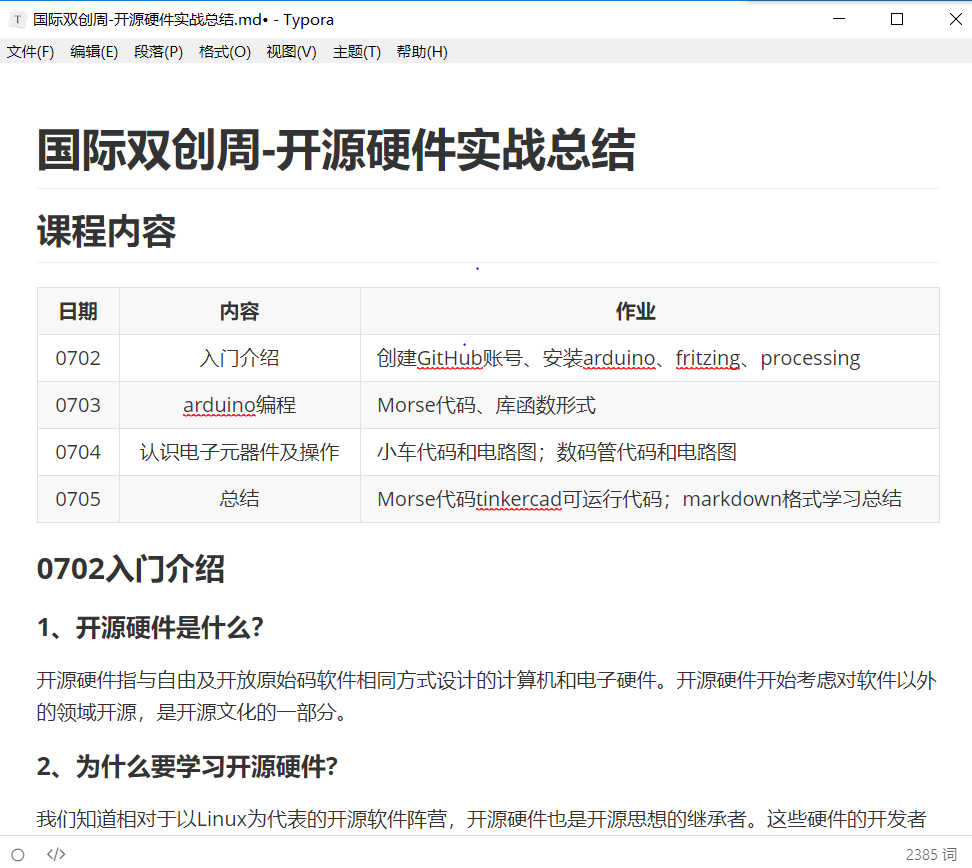 国际双创周-开源硬件实战总结.md• - Typora
文件(F) 编辑(E) 段落(P) 格式(O) 视图(V) 主题(T) 帮助(H)
国际双创周-开源硬件实战总结
课程内容
日期 内容 作业
0702 入门介绍 创建GitHub账号、安装arduino、fritzing、processing
0703 arduino编程 Morse代码、库函数形式
0704 认识电子元器件及操作 小车代码和电路图；数码管代码和电路图
0705 总结 Morse代码tinkercad可运行代码；markdown格式学习总结
0702入门介绍
1、开源硬件是什么？
开源硬件指与自由及开放原始码软件相同方式设计的计算机和电子硬件。开源硬件开始考虑对软件以外
的领域开源，是开源文化的一部分。
2、为什么要学习开源硬件?
我们知道相对于以Linux为代表的开源软件阵营，开源硬件也是开源思想的继承者。这些硬件的开发者
2385 词